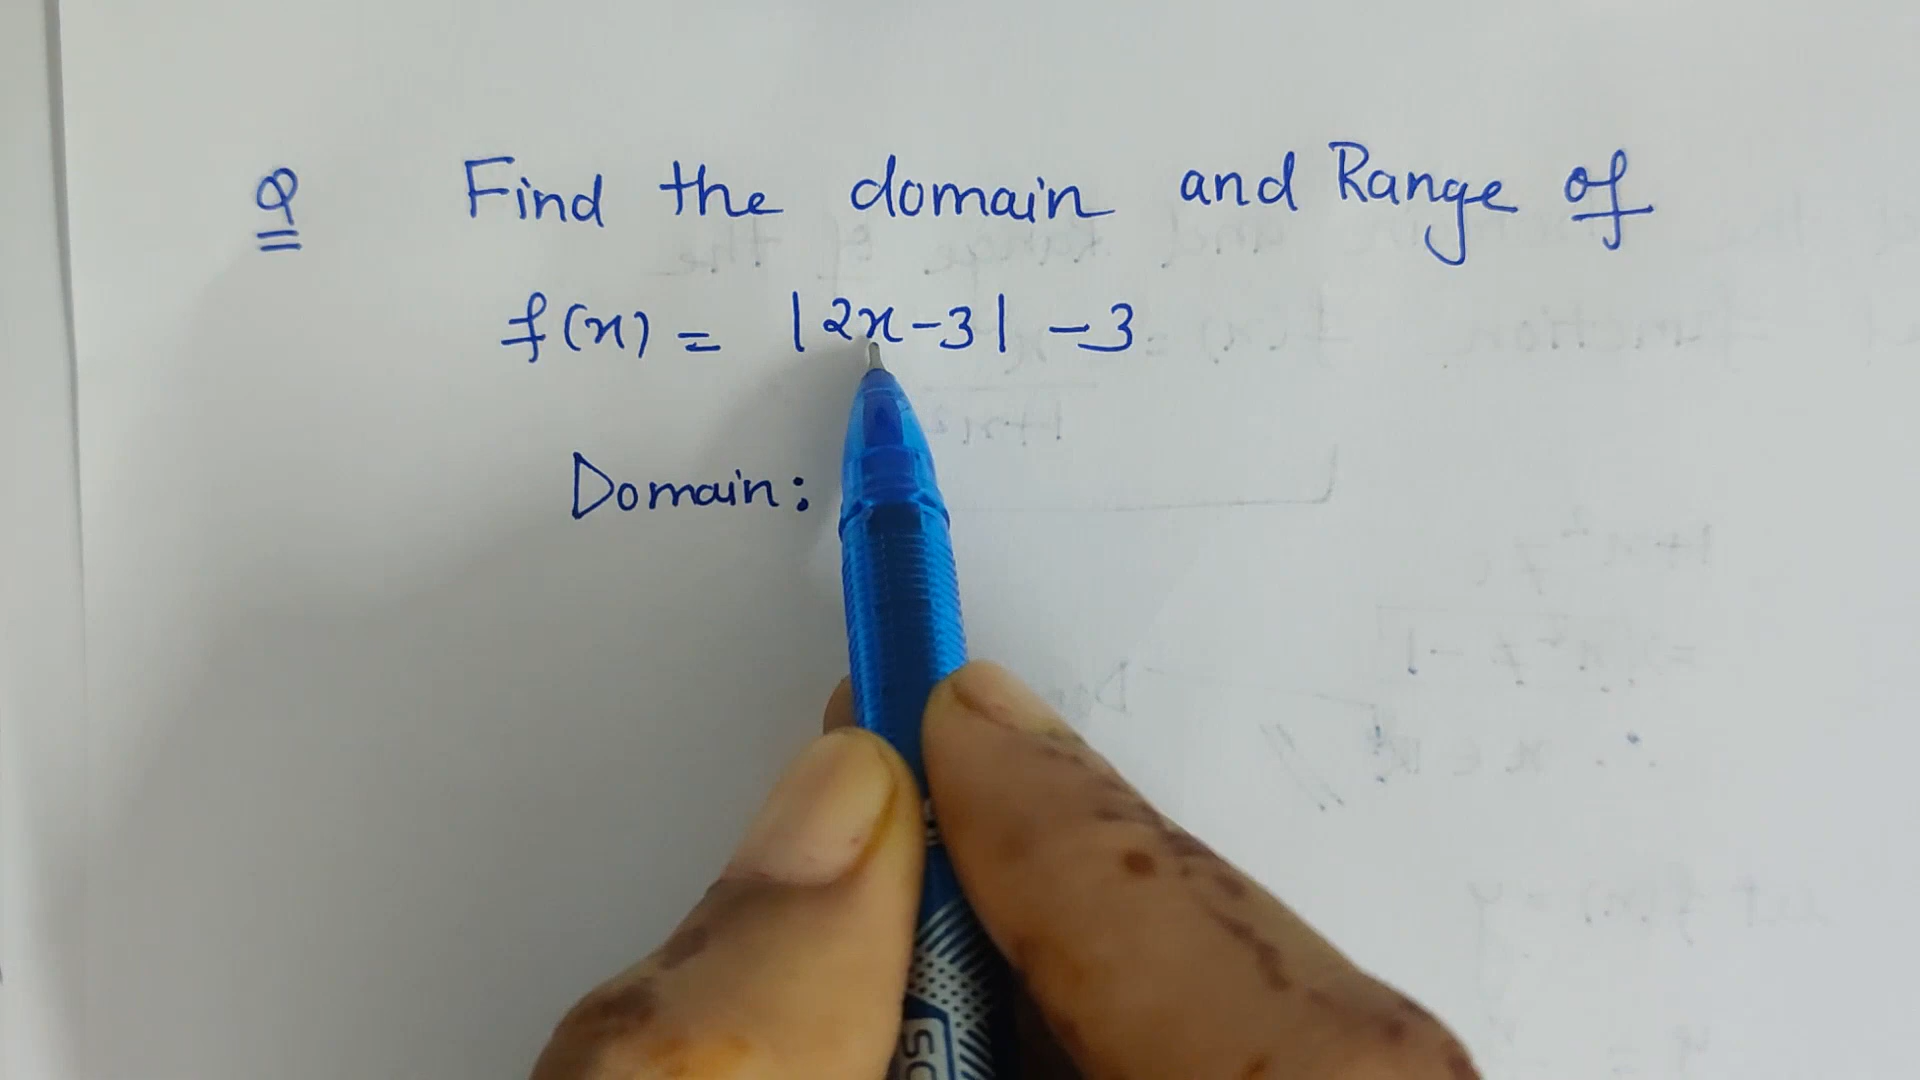 Q Find the domain and Range of
f(x) = |2x-3| -3
Domain: